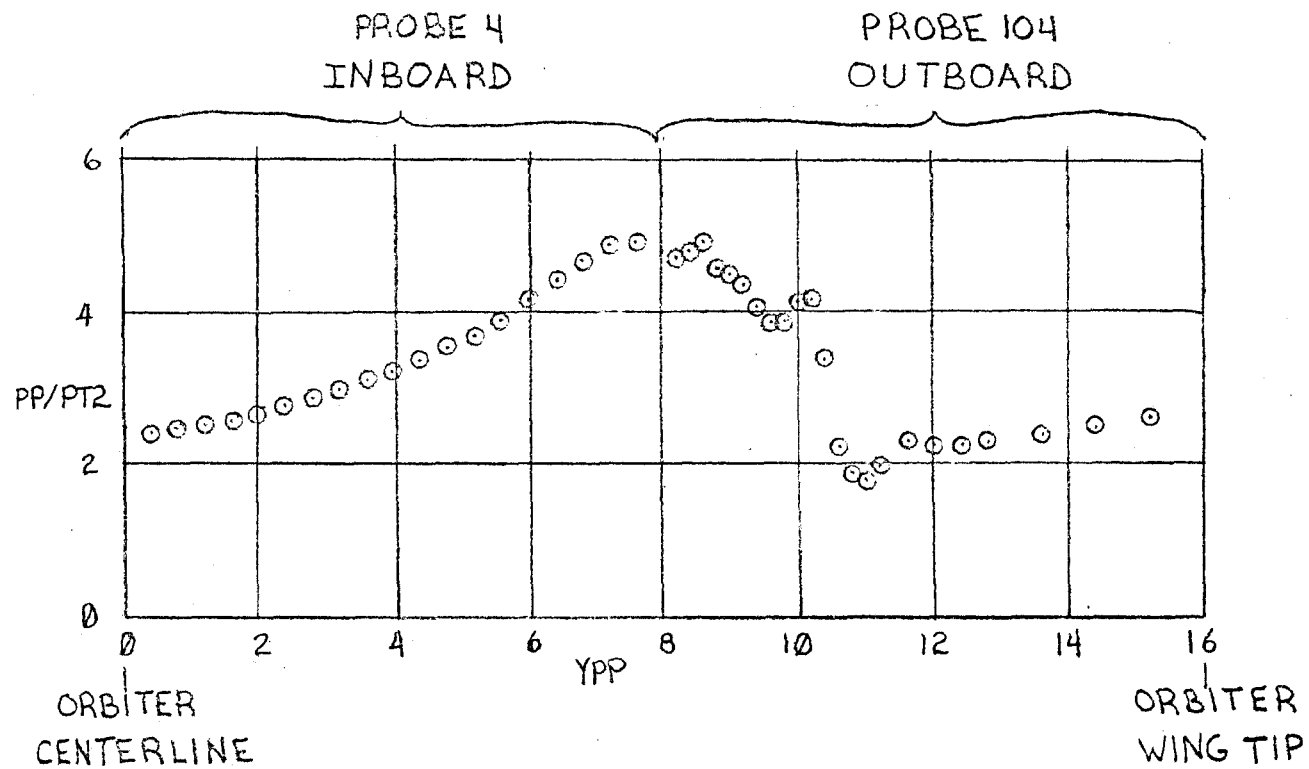 PROBE 4
INBOARD
PROBE 104
OUTBOARD
6
4
PP/PT2
2
0
0 2 4 6 8 10 12 14 16
YPP
ORBITER
CENTERLINE
ORBITER
WING TIP